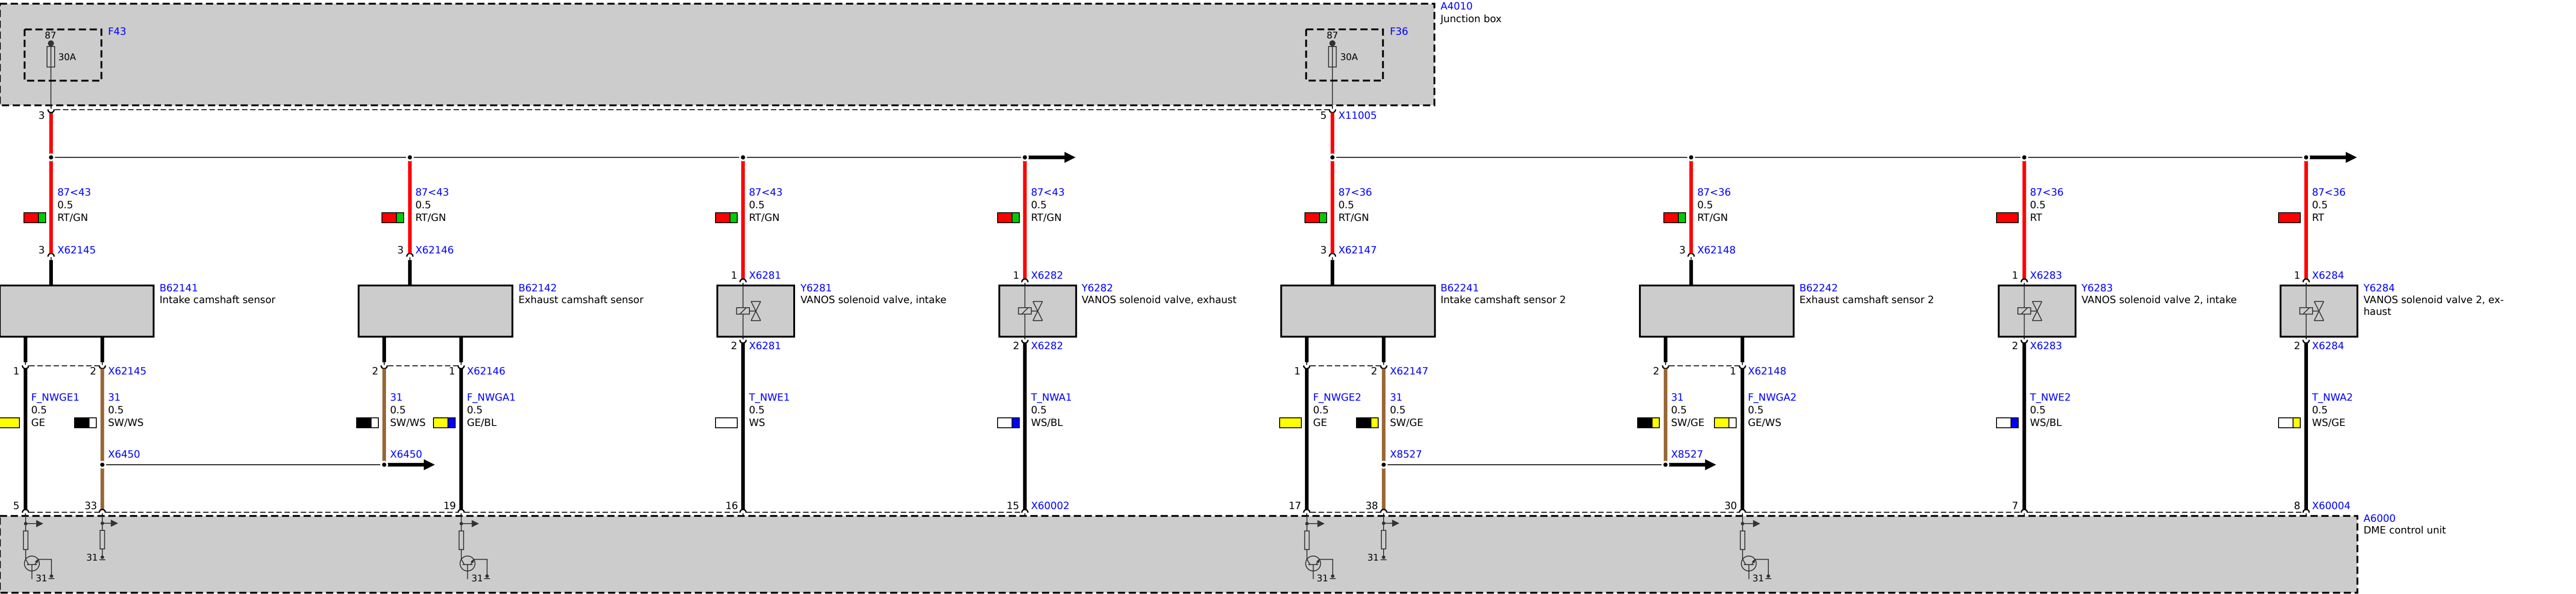 A4010
Junction box
F43
87
30A
F36
87
30A
3
5 X11005
87<43
0.5
RT/GN
87<43
0.5
RT/GN
87<43
0.5
RT/GN
87<43
0.5
RT/GN
87<36
0.5
RT/GN
87<36
0.5
RT/GN
87<36
0.5
RT
87<36
0.5
RT
3 X62145
3 X62146
3 X62147
3 X62148
1 X6281
1 X6282
1 X6283
1 X6284
B62141
Intake camshaft sensor
B62142
Exhaust camshaft sensor
Y6281
VANOS solenoid valve, intake
Y6282
VANOS solenoid valve, exhaust
B62241
Intake camshaft sensor 2
B62242
Exhaust camshaft sensor 2
Y6283
VANOS solenoid valve 2, intake
Y6284
VANOS solenoid valve 2, ex-
haust
2 X6281
2 X6282
2 X6283
2 X6284
1 2 X62145
2 1 X62146
1 2 X62147
2 1 X62148
F_NWGE1
0.5
GE
31
0.5
SW/WS
31
0.5
SW/WS
F_NWGA1
0.5
GE/BL
T_NWE1
0.5
WS
T_NWA1
0.5
WS/BL
F_NWGE2
0.5
GE
31
0.5
SW/GE
31
0.5
SW/GE
F_NWGA2
0.5
GE/WS
T_NWE2
0.5
WS/BL
T_NWA2
0.5
WS/GE
X6450
X6450
X8527
X8527
5 33 19 16 15 X60002
17 38 30 7 8 X60004
A6000
DME control unit
31
31
31
31
31
31